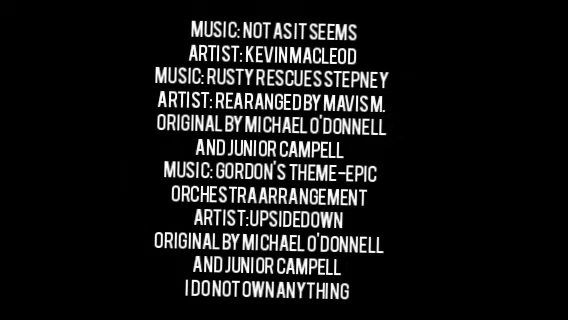 MUSIC: NOT AS IT SEEMS
ARTIST: KEVIN MACLEOD
MUSIC: RUSTY RESCUES STEPNEY
ARTIST: REARANGED BY MAVIS M.
ORIGINAL BY MICHAEL O'DONNELL
AND JUNIOR CAMPELL
MUSIC: GORDON'S THEME-EPIC
ORCHESTRA ARRANGEMENT
ARTIST:UPSIDEDOWN
ORIGINAL BY MICHAEL O'DONNELL
AND JUNIOR CAMPELL
I DO NOT OWN ANYTHING